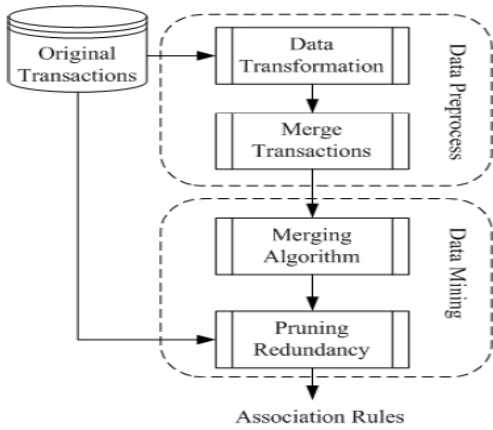 Original
Transactions
Data
Transformation
Merge
Transactions
Data Preprocess
Merging
Algorithm
Pruning
Redundancy
Data Mining
Association Rules